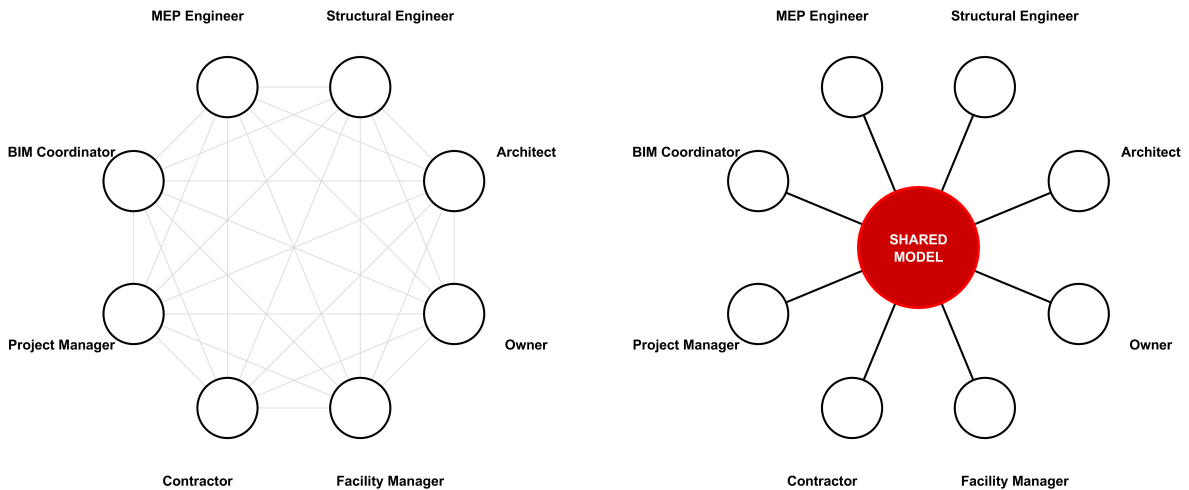 MEP Engineer
Structural Engineer
BIM Coordinator
Architect
Project Manager
Owner
Contractor
Facility Manager
MEP Engineer
Structural Engineer
BIM Coordinator
Architect
SHARED
MODEL
Project Manager
Owner
Contractor
Facility Manager